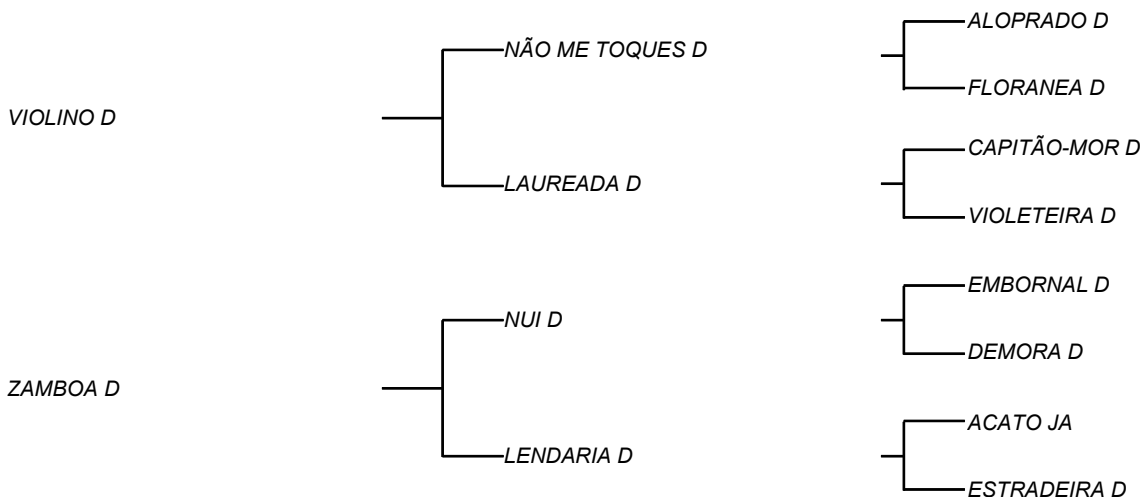 VIOLINO D
NÃO ME TOQUES D
ALOPRADO D
FLORANEA D
LAUREADA D
CAPITÃO-MOR D
VIOLETEIRA D
ZAMBOA D
NUI D
EMBORNAL D
DEMORA D
LENDARIA D
ACATO JA
ESTRADEIRA D